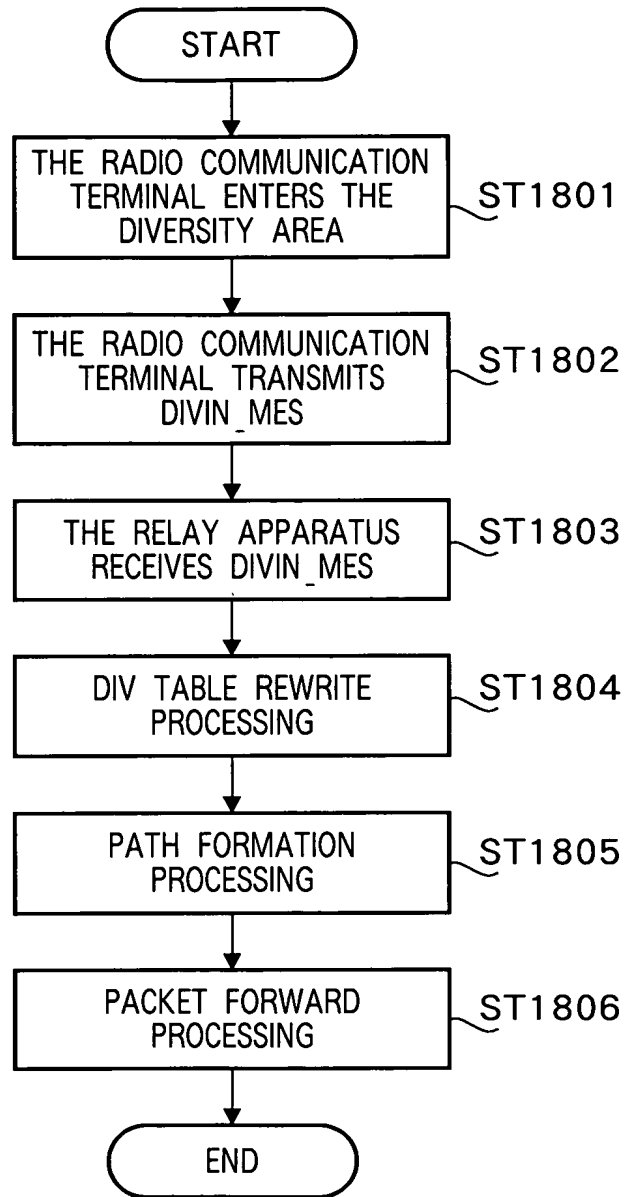 START
THE RADIO COMMUNICATION
TERMINAL ENTERS THE
DIVERSITY AREA
ST1801
THE RADIO COMMUNICATION
TERMINAL TRANSMITS
DIVIN_MES
ST1802
THE RELAY APPARATUS
RECEIVES DIVIN_MES
ST1803
DIV TABLE REWRITE
PROCESSING
ST1804
PATH FORMATION
PROCESSING
ST1805
PACKET FORWARD
PROCESSING
ST1806
END